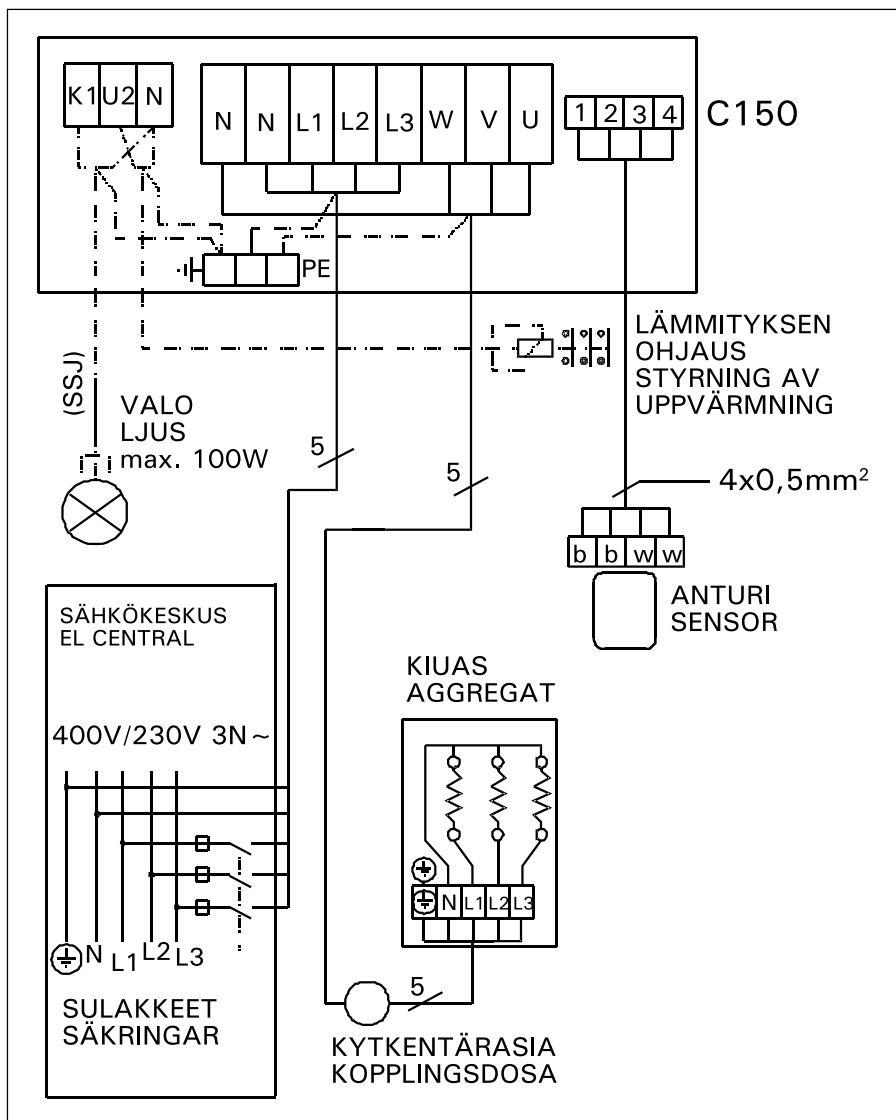 K1 U2 N
N N L1 L2 L3 W V U
1 2 3 4
C150
PE
LÄMMITYKSEN
OHJAUS
STYRNING AV
UPPVÄRMNING
(SSJ)
VALO
LJUS
max. 100W
5
5
4x0,5mm²
b b w w
ANTURI
SENSOR
SÄHKÖKESKUS
EL CENTRAL
400V/230V 3N~
N L1 L2 L3
SULAKKEET
SÄKRINGAR
KIUAS
AGGREGAT
N L1 L2 L3
5
KYTKENTÄRASIA
KOPPLINGSDOSA